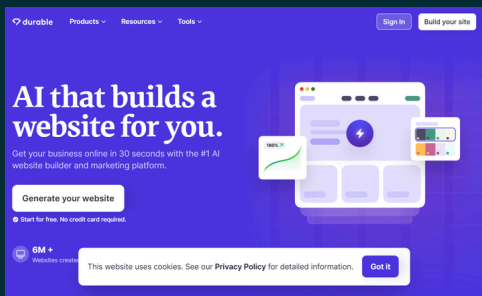 durable
Products
Resources
Tools
Sign In
Build your site
AI that builds a
website for you.
Get your business online in 30 seconds with the #1 AI
website builder and marketing platform.
Generate your website
Start for free. No credit card required.
6M +
Websites created
180%
This website uses cookies. See our Privacy Policy for detailed information.
Got it